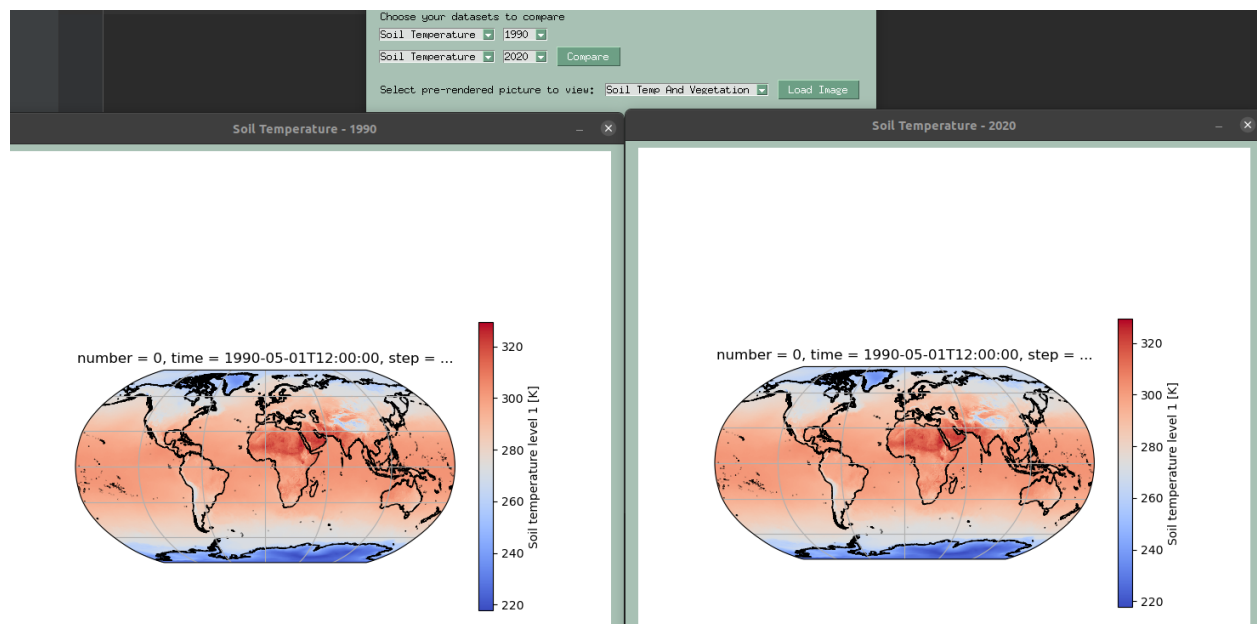 Choose your datasets to compare
Soil Temperature 1990
Soil Temperature 2020 Compare
Select pre-rendered picture to view: Soil Temp And Vegetation Load Image
Soil Temperature - 1990
number = 0, time = 1990-05-01T12:00:00, step = ...
320
300
280
260
240
220
Soil temperature level 1 [K]
Soil Temperature - 2020
number = 0, time = 1990-05-01T12:00:00, step = ...
320
300
280
260
240
220
Soil temperature level 1 [K]